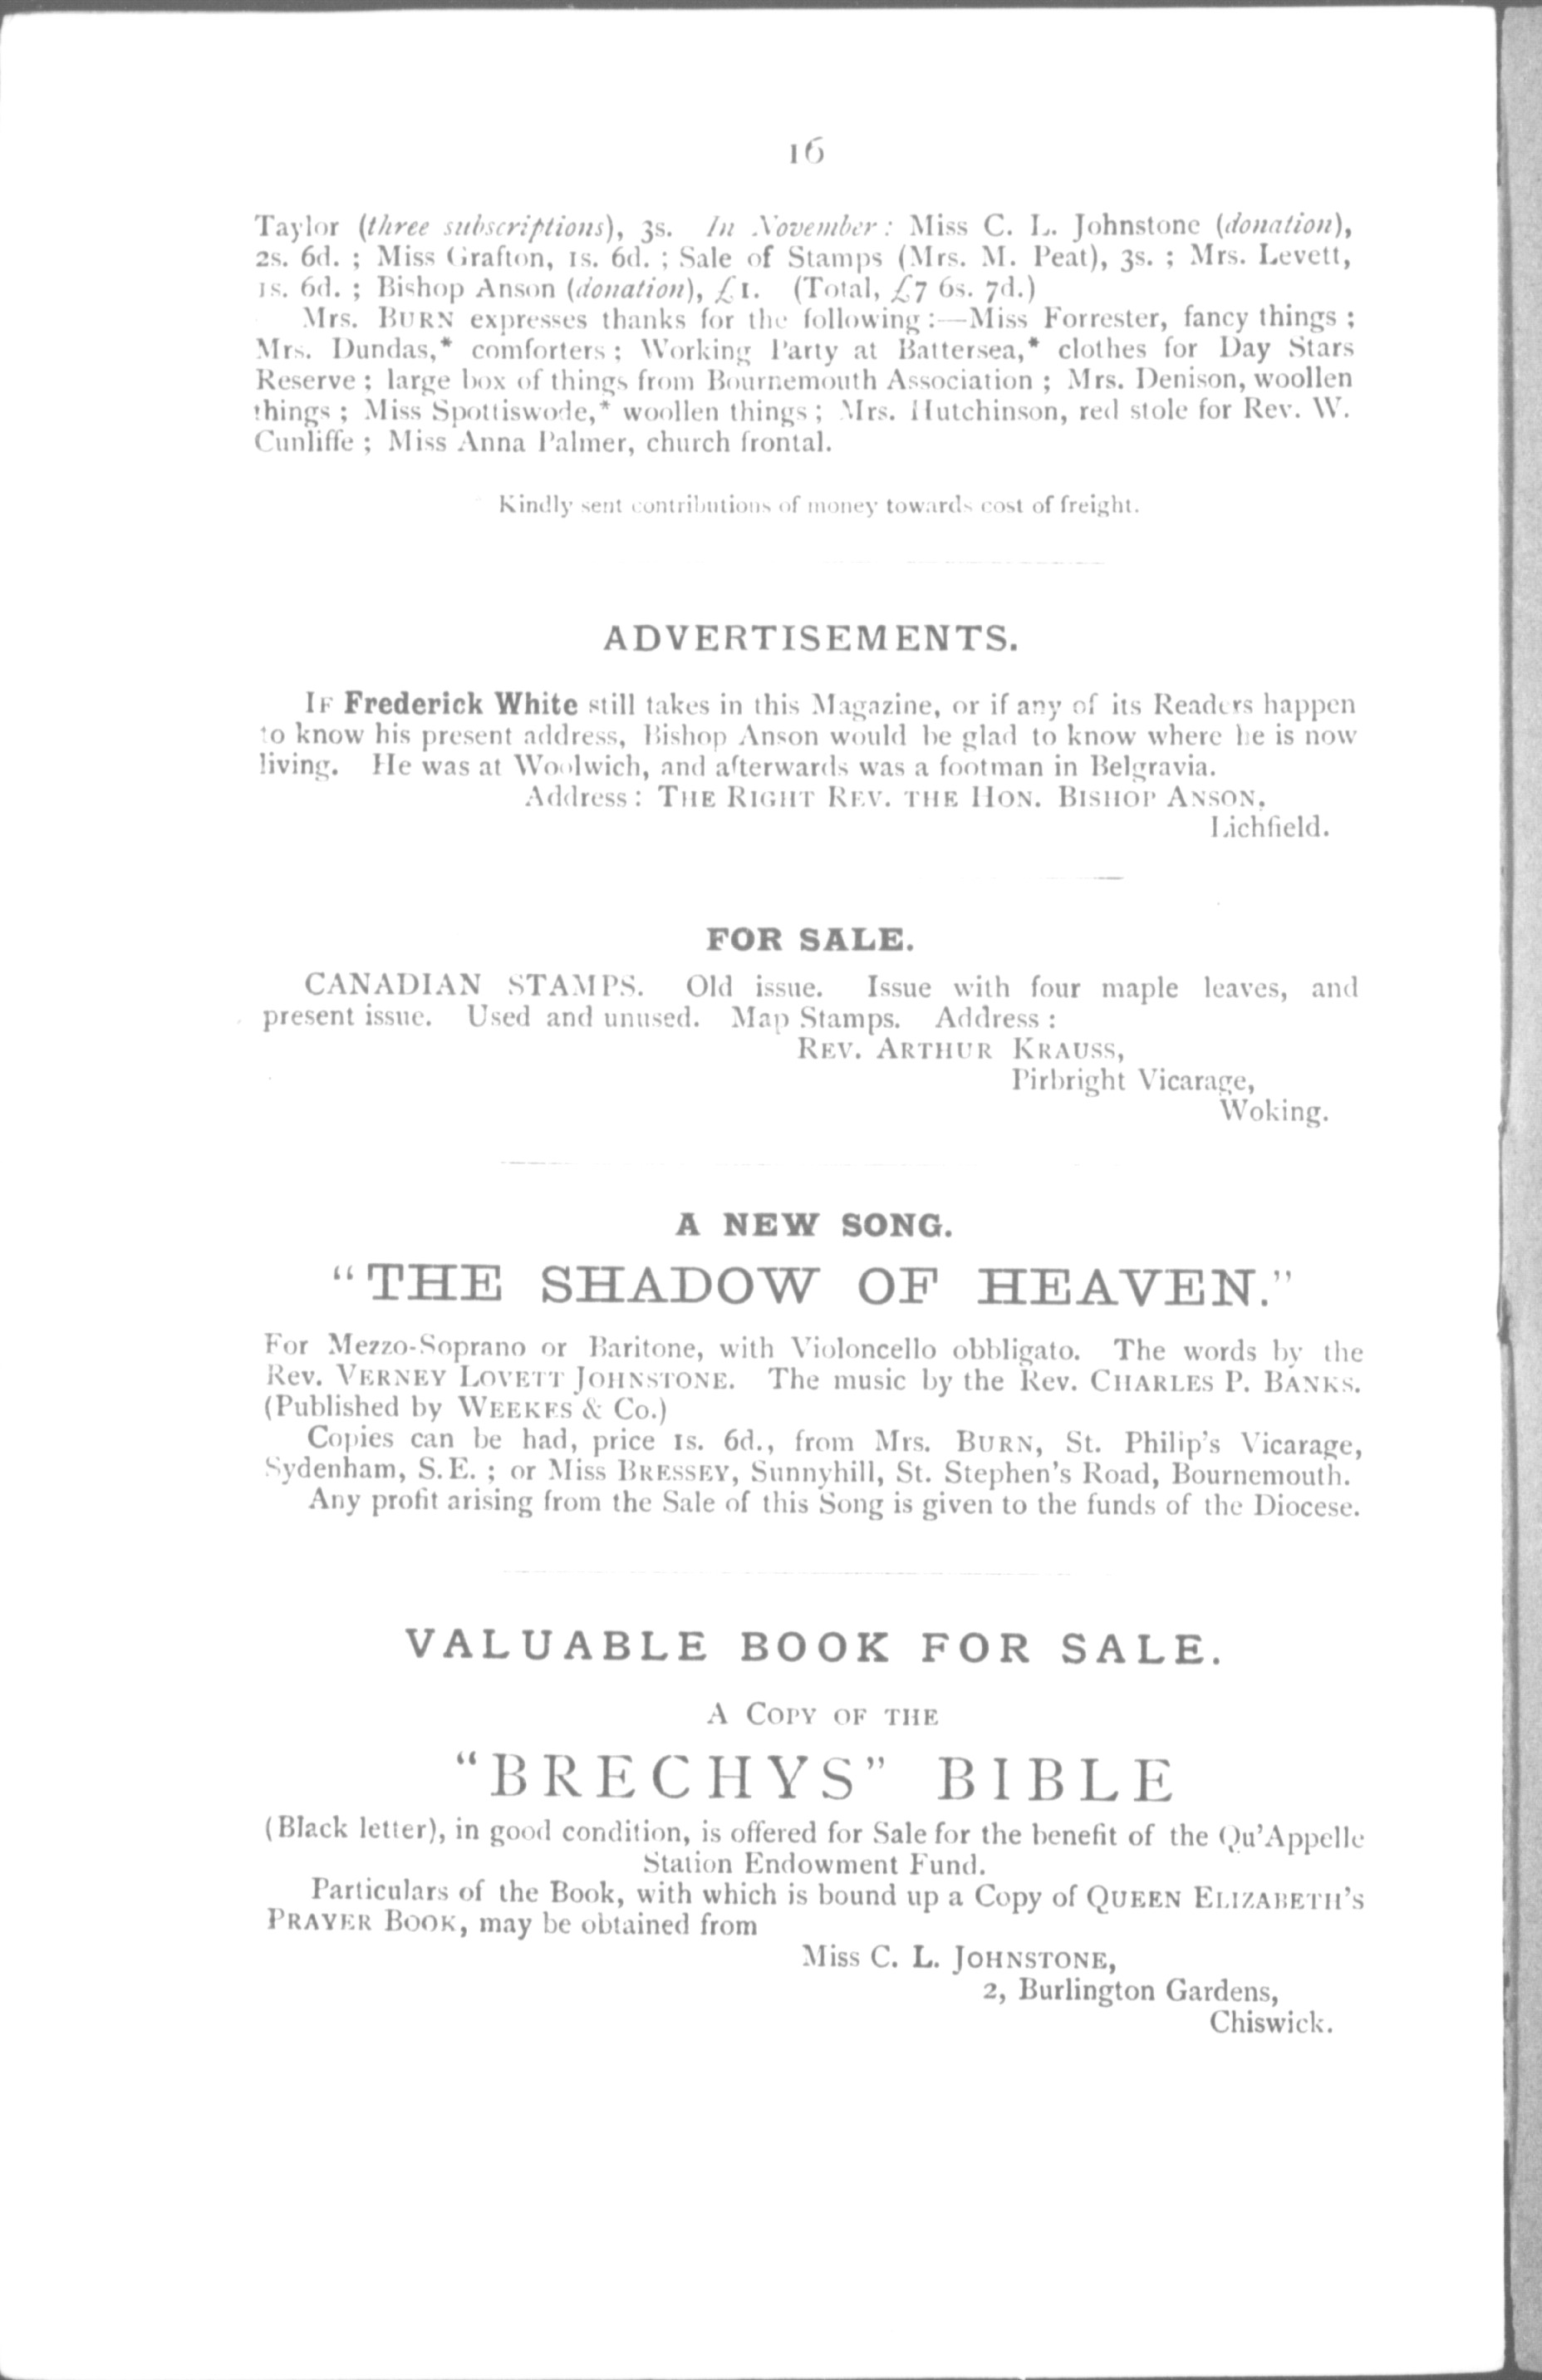 16
Taylor (three subscriptions), 3s. In November: Miss C. L. Johnstone (donation),
2s. 6d. ; Miss Grafton, 1s. 6d. ; Sale of Stamps (Mrs. M. Peat), 3s. ; Mrs. Levett,
1s. 6d. ; Bishop Anson (donation), £1. (Total, £7 6s. 7d.)
Mrs. BURN expresses thanks for the following :—Miss Forrester, fancy things ;
Mrs. Dundas,* comforters ; Working Party at Battersea,* clothes for Day Stars
Reserve ; large box of things from Bournemouth Association ; Mrs. Denison, woollen
things ; Miss Spottiswode,* woollen things ; Mrs. Hutchinson, red stole for Rev. W.
Cunliffe ; Miss Anna Palmer, church frontal.
Kindly sent contributions of money towards cost of freight.
ADVERTISEMENTS.
IF Frederick White still takes in this Magazine, or if any of its Readers happen
to know his present address, Bishop Anson would be glad to know where he is now
living. He was at Woolwich, and afterwards was a footman in Belgravia.
Address : THE RIGHT REV. THE HON. BISHOP ANSON,
Lichfield.
FOR SALE.
CANADIAN STAMPS. Old issue. Issue with four maple leaves, and
present issue. Used and unused. Map Stamps. Address :
REV. ARTHUR KRAUSS,
Pirbright Vicarage,
Woking.
A NEW SONG.
"THE SHADOW OF HEAVEN."
For Mezzo-Soprano or Baritone, with Violoncello obbligato. The words by the
Rev. VERNEY LOVETT JOHNSTONE. The music by the Rev. CHARLES P. BANKS.
(Published by WEEKES & Co.)
Copies can be had, price 1s. 6d., from Mrs. BURN, St. Philip's Vicarage,
Sydenham, S.E. ; or Miss BRESSEY, Sunnyhill, St. Stephen's Road, Bournemouth.
Any profit arising from the Sale of this Song is given to the funds of the Diocese.
VALUABLE BOOK FOR SALE.
A COPY OF THE
"BRECHYS" BIBLE
(Black letter), in good condition, is offered for Sale for the benefit of the Qu'Appelle
Station Endowment Fund.
Particulars of the Book, with which is bound up a Copy of QUEEN ELIZABETH'S
PRAYER BOOK, may be obtained from
Miss C. L. JOHNSTONE,
2, Burlington Gardens,
Chiswick.